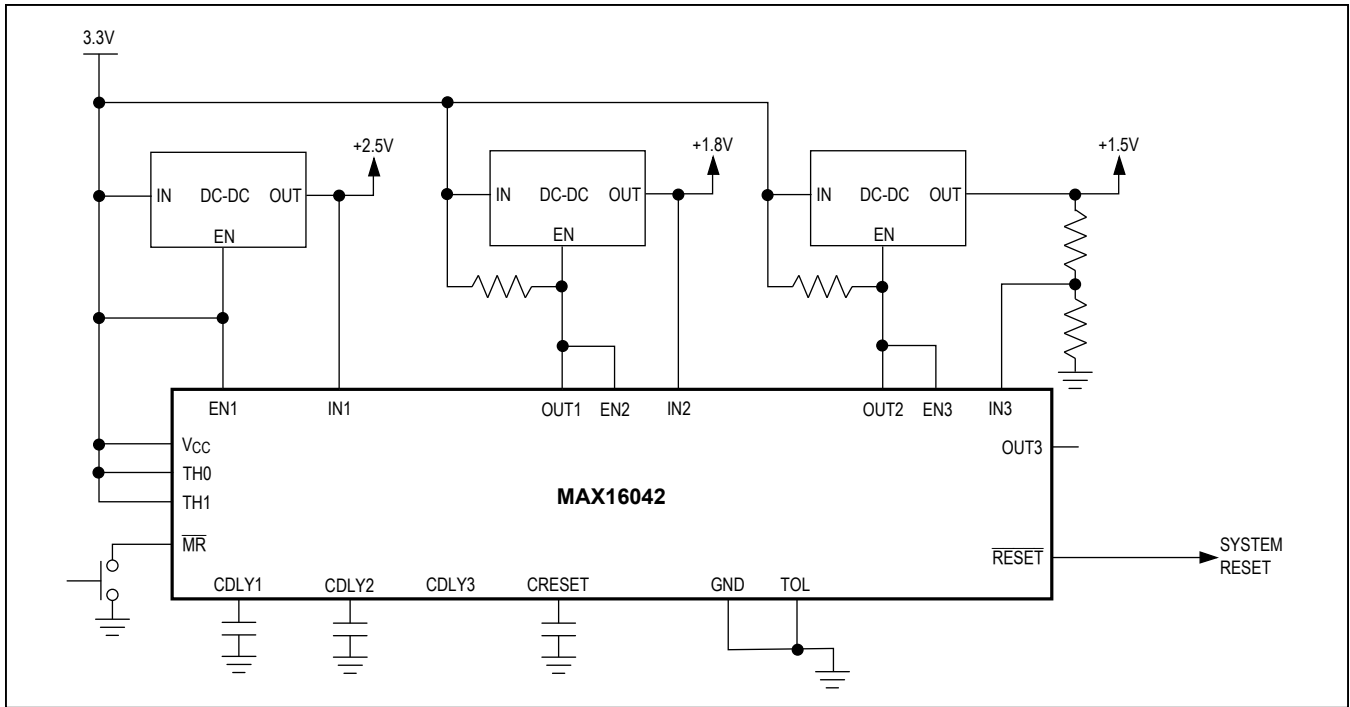 3.3V
+2.5V
+1.8V
+1.5V
IN DC-DC OUT
EN
IN DC-DC OUT
EN
IN DC-DC OUT
EN
EN1 IN1 OUT1 EN2 IN2 OUT2 EN3 IN3
VCC
TH0
TH1
MR
MAX16042
OUT3
RESET
SYSTEM
RESET
CDLY1 CDLY2 CDLY3 CRESET GND TOL